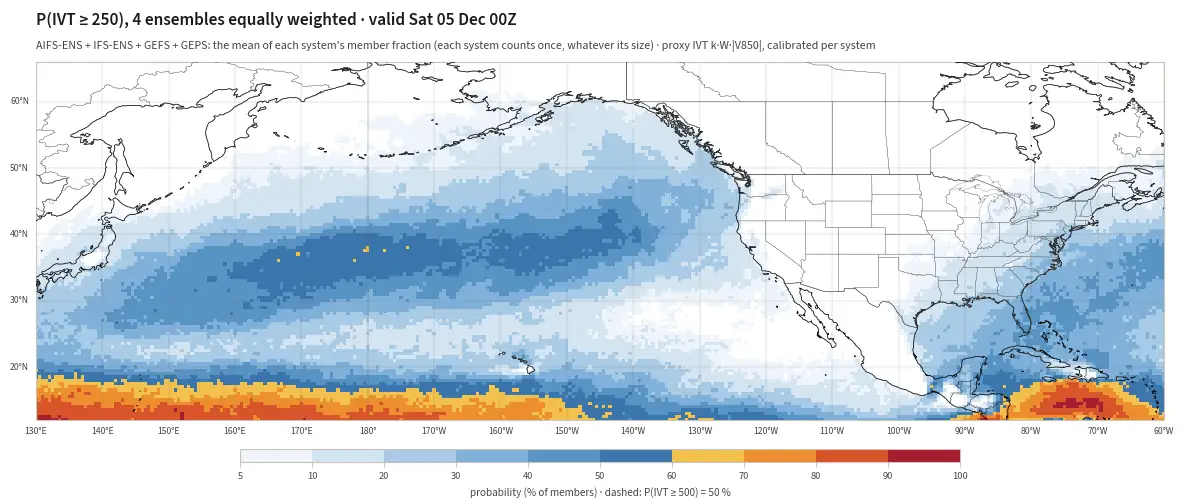 P(IVT ≥ 250), 4 ensembles equally weighted · valid Sat 05 Dec 00Z
AIFS-ENS + IFS-ENS + GEFS + GEPS: the mean of each system's member fraction (each system counts once, whatever its size) · proxy IVT k·W·|V850|, calibrated per system
60°N
50°N
40°N
30°N
20°N
130°E 140°E 150°E 160°E 170°E 180° 170°W 160°W 150°W 140°W 130°W 120°W 110°W 100°W 90°W 80°W 70°W 60°W
5 10 20 30 40 50 60 70 80 90 100
probability (% of members) · dashed: P(IVT ≥ 500) = 50 %